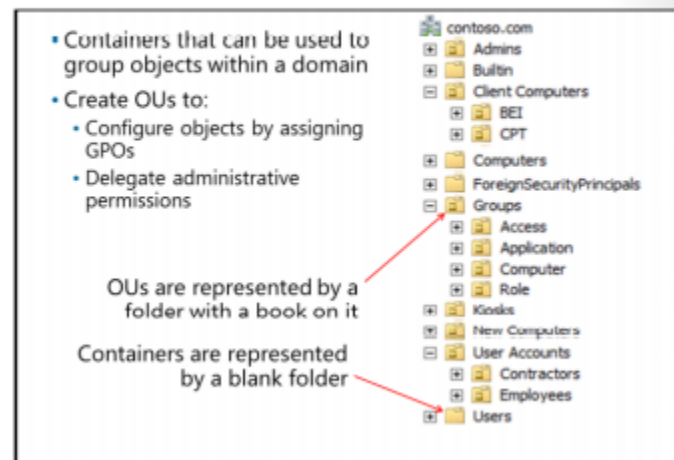 • Containers that can be used to
group objects within a domain
• Create OUs to:
• Configure objects by assigning
GPOs
• Delegate administrative
permissions
OUs are represented by a
folder with a book on it
Containers are represented
by a blank folder
contoso.com
Admins
Builtin
Client Computers
BEI
CPT
Computers
ForeignSecurityPrincipals
Groups
Access
Application
Computer
Role
Kiosks
New Computers
User Accounts
Contractors
Employees
Users